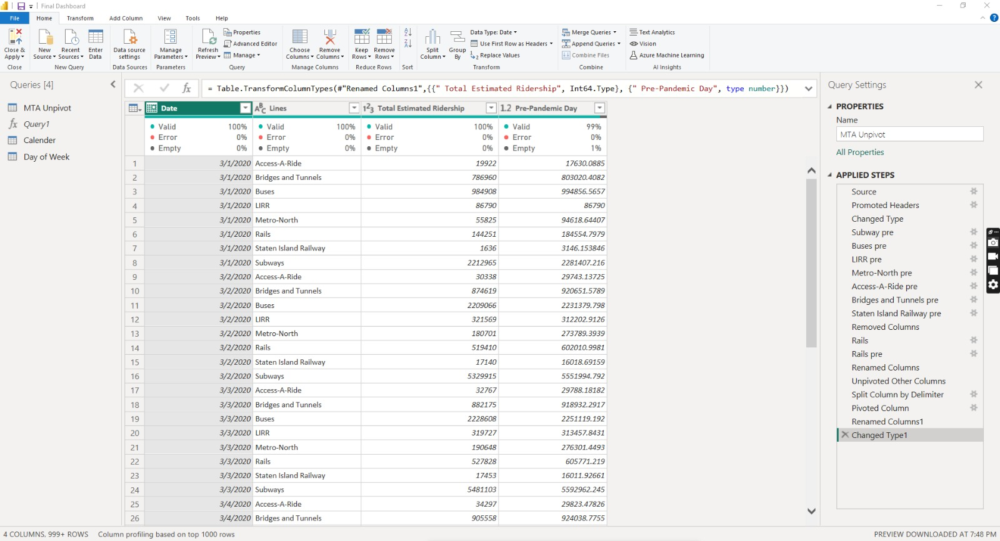 Final Dashboard
File Home Transform Add Column View Tools Help
Close & Apply
New Source
Recent Sources
Enter Data
Data source settings
Manage Parameters
Refresh Preview
Properties
Advanced Editor
Manage
Choose Columns
Remove Columns
Keep Rows
Remove Rows
Split Column
Group By
Data Type: Date
Use First Row as Headers
Replace Values
Merge Queries
Append Queries
Combine Files
Text Analytics
Vision
Azure Machine Learning
Close New Query Data Sources Parameters Query Manage Columns Reduce Rows Sort Transform Combine AI Insights
Queries [4]
MTA Unpivot
Query1
Calender
Day of Week
= Table.TransformColumnTypes(#"Renamed Columns1",{{" Total Estimated Ridership", Int64.Type}, {" Pre-Pandemic Day", type number}})
Date Lines Total Estimated Ridership Pre-Pandemic Day
Valid 100% Valid 100% Valid 100% Valid 99%
Error 0% Error 0% Error 0% Error 0%
Empty 0% Empty 0% Empty 0% Empty 1%
1 3/1/2020 Access-A-Ride 19922 17630.0885
2 3/1/2020 Bridges and Tunnels 786960 803020.4082
3 3/1/2020 Buses 984908 994856.5657
4 3/1/2020 LIRR 86790 86790
5 3/1/2020 Metro-North 55825 94618.64407
6 3/1/2020 Rails 144251 184554.7979
7 3/1/2020 Staten Island Railway 1636 3146.153846
8 3/1/2020 Subways 2212965 2281407.216
9 3/2/2020 Access-A-Ride 30338 29743.13725
10 3/2/2020 Bridges and Tunnels 874619 920651.5789
11 3/2/2020 Buses 2209066 2231379.798
12 3/2/2020 LIRR 321569 312202.9126
13 3/2/2020 Metro-North 180701 273789.3939
14 3/2/2020 Rails 519410 602010.9981
15 3/2/2020 Staten Island Railway 17140 16018.69159
16 3/2/2020 Subways 5329915 5551994.792
17 3/3/2020 Access-A-Ride 32767 29788.18182
18 3/3/2020 Bridges and Tunnels 882175 918932.2917
19 3/3/2020 Buses 2228608 2251119.192
20 3/3/2020 LIRR 319727 313457.8431
21 3/3/2020 Metro-North 190648 276301.4493
22 3/3/2020 Rails 527828 605771.219
23 3/3/2020 Staten Island Railway 17453 16011.92661
24 3/3/2020 Subways 5481103 5592962.245
25 3/4/2020 Access-A-Ride 34297 29823.47826
26 3/4/2020 Bridges and Tunnels 905558 924038.7755
Query Settings
PROPERTIES
Name
MTA Unpivot
All Properties
APPLIED STEPS
Source
Promoted Headers
Changed Type
Subway pre
Buses pre
LIRR pre
Metro-North pre
Access-A-Ride pre
Bridges and Tunnels pre
Staten Island Railway pre
Removed Columns
Rails
Rails pre
Renamed Columns
Unpivoted Other Columns
Split Column by Delimiter
Pivoted Column
Renamed Columns1
Changed Type1
4 COLUMNS, 999+ ROWS Column profiling based on top 1000 rows
PREVIEW DOWNLOADED AT 7:48 PM